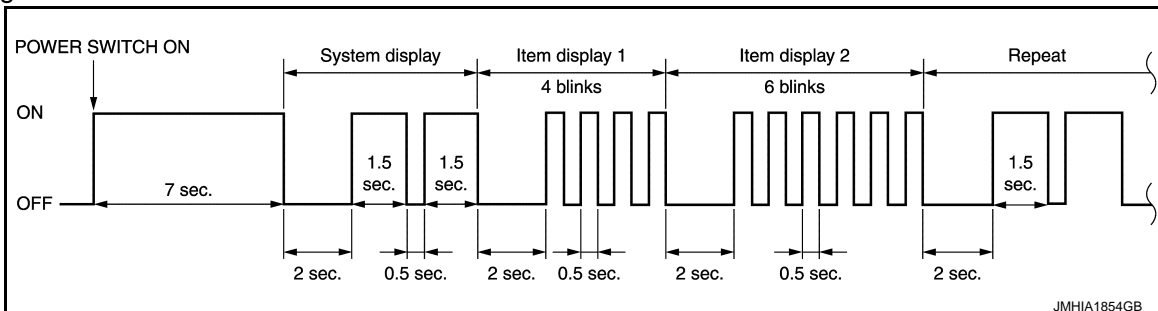 POWER SWITCH ON
System display
Item display 1
Item display 2
Repeat
4 blinks
6 blinks
ON
1.5 sec.
1.5 sec.
1.5 sec.
7 sec.
OFF
2 sec.
0.5 sec.
2 sec.
0.5 sec.
2 sec.
0.5 sec.
2 sec.
JMHIA1854GB